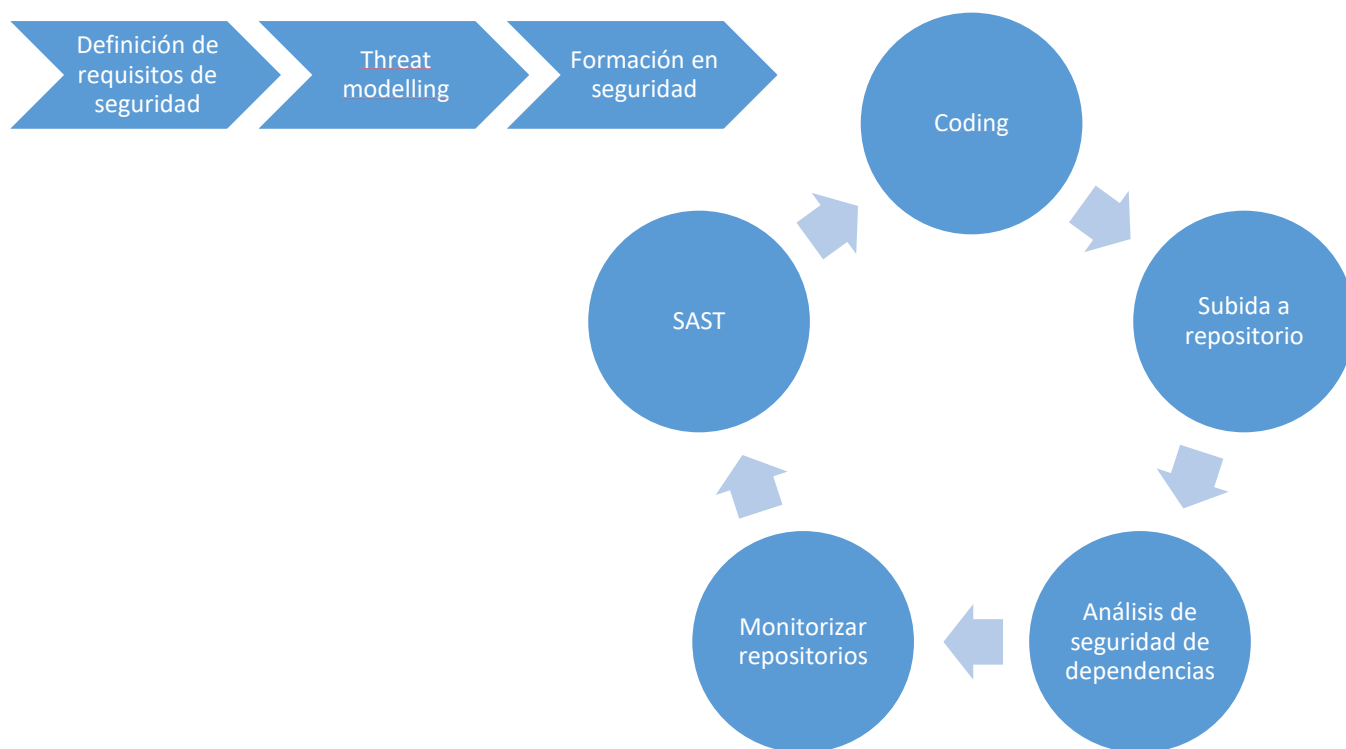 Definición de
requisitos de
seguridad
Threat
modelling
Formación en
seguridad
Coding
Subida a
repositorio
Análisis de
seguridad de
dependencias
Monitorizar
repositorios
SAST